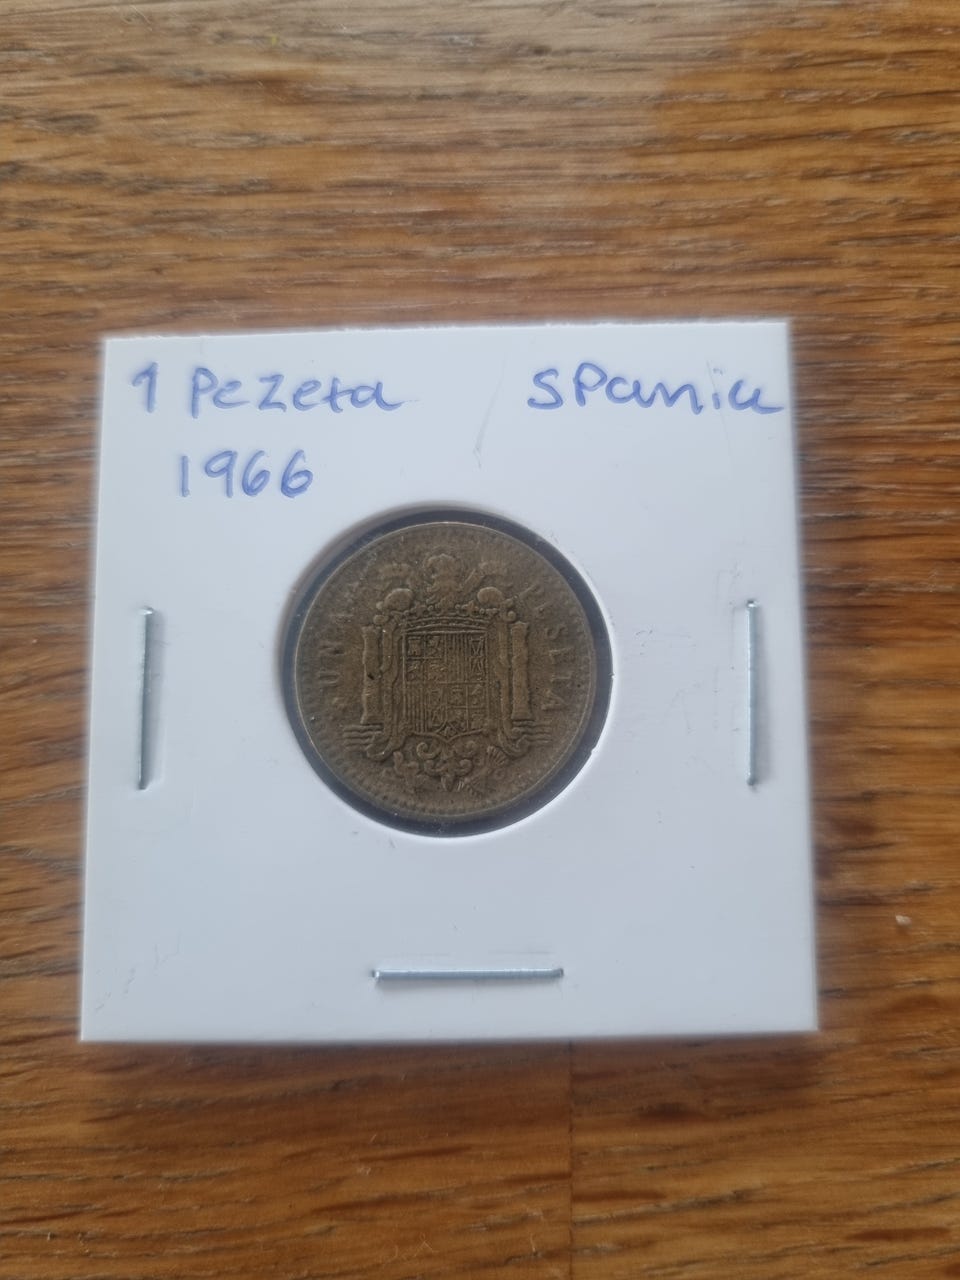 1 Pezeta Spania
1966
UNA PESETA